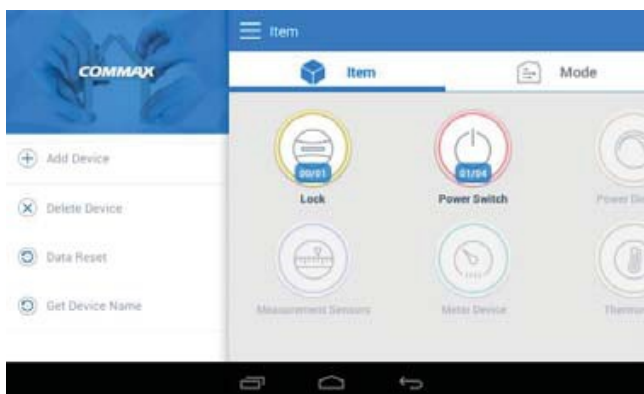 COMMAX
Add Device
Delete Device
Data Reset
Get Device Name
Item
Item
Mode
00/01
Lock
01/04
Power Switch
Power
Measurement Sensors
Meter Device